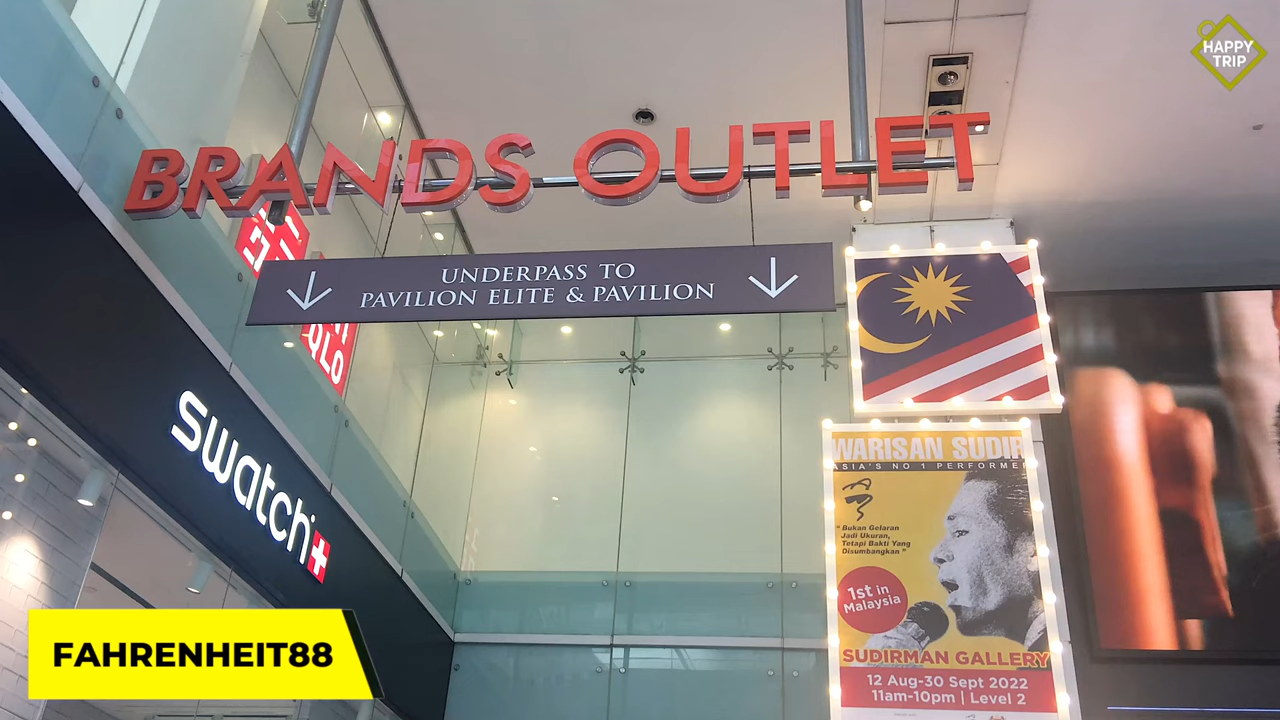 HAPPY
TRIP
BRANDS OUTLET
UNDERPASS TO
PAVILION ELITE & PAVILION
swatch
WARISAN SUDIR
ASIA'S NO 1 PERFORMER
" Bukan Gelaran
Jadi Ukuran,
Tetapi Bakti Yang
Disumbangkan "
1st in
Malaysia
SUDIRMAN GALLERY
12 Aug-30 Sept 2022
11am-10pm | Level 2
QLO
FAHRENHEIT88